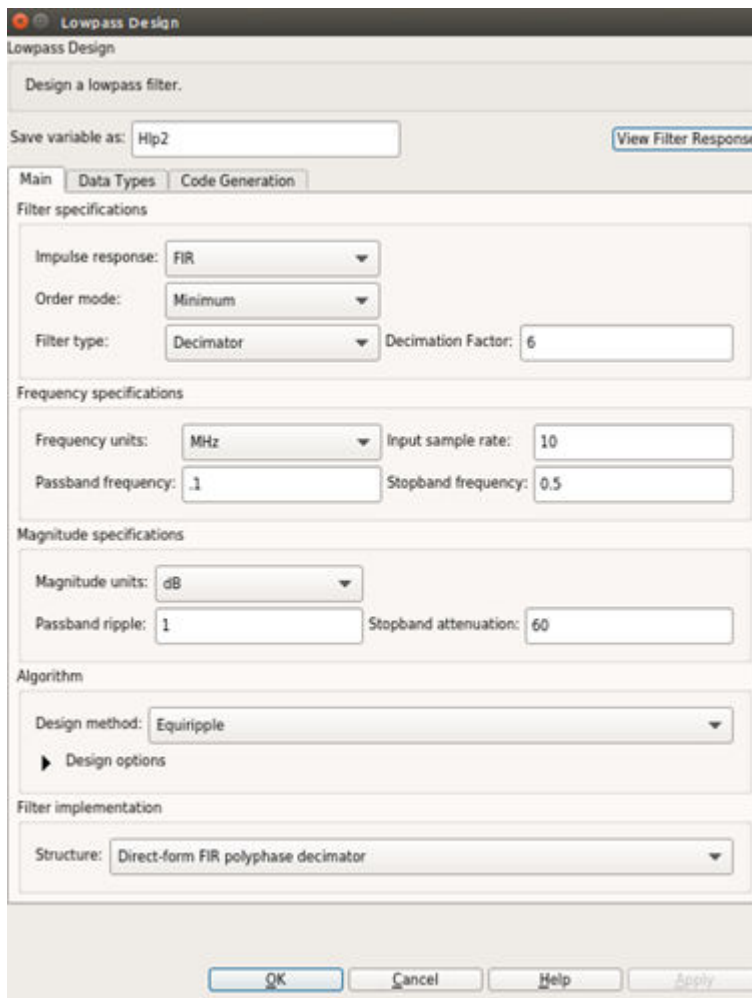 Lowpass Design
Lowpass Design
Design a lowpass filter.
Save variable as: Hlp2 View Filter Response
Main Data Types Code Generation
Filter specifications
Impulse response: FIR
Order mode: Minimum
Filter type: Decimator Decimation Factor: 6
Frequency specifications
Frequency units: MHz Input sample rate: 10
Passband frequency: .1 Stopband frequency: 0.5
Magnitude specifications
Magnitude units: dB
Passband ripple: 1 Stopband attenuation: 60
Algorithm
Design method: Equiripple
Design options
Filter implementation
Structure: Direct-form FIR polyphase decimator
OK Cancel Help Apply